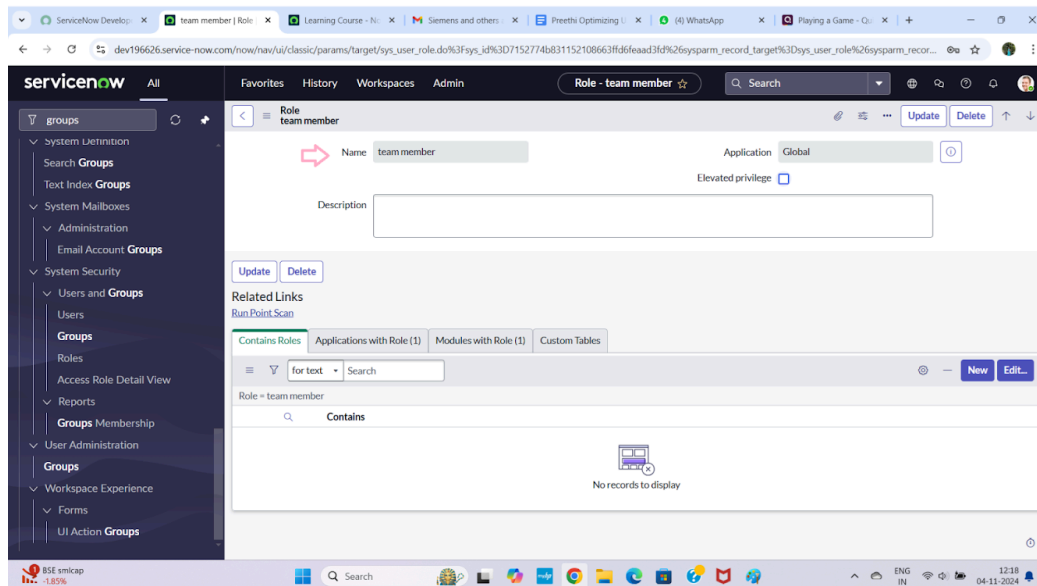 ServiceNow Develop
team member | Role
Learning Course - No
Siemens and others
Preethi Optimizing U
(4) WhatsApp
Playing a Game - Qu
dev196626.service-now.com/now/nav/ui/classic/params/target/sys_user_role.do%3Fsys_id%3D7152774b831152108663ffd6feaad3fd%26sysparm_record_target%3Dsys_user_role%26sysparm_recor...
servicenow
All
Favorites History Workspaces Admin
Role - team member
Search
groups
Role
team member
Update Delete
System Definition
Search Groups
Text Index Groups
System Mailboxes
Administration
Email Account Groups
System Security
Users and Groups
Users
Groups
Roles
Access Role Detail View
Reports
Groups Membership
User Administration
Groups
Workspace Experience
Forms
UI Action Groups
Name team member
Application Global
Elevated privilege
Description
Update Delete
Related Links
Run Point Scan
Contains Roles Applications with Role (1) Modules with Role (1) Custom Tables
for text Search
New Edit...
Role = team member
Contains
No records to display
BSE smlcap
-1.85%
Search
ENG
IN
12:18
04-11-2024